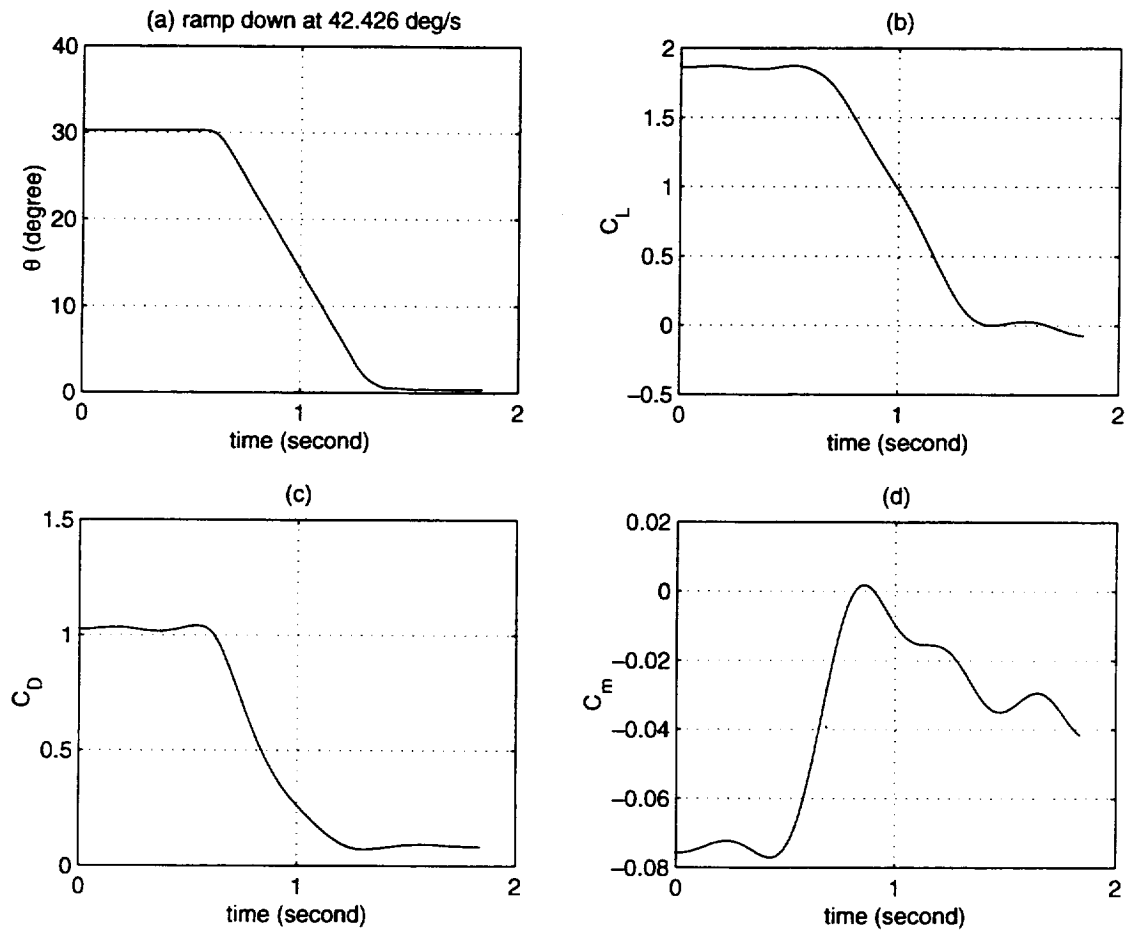 (a) ramp down at 42.426 deg/s
40
30
20
10
0
θ (degree)
0 1 2
time (second)
(b)
2
1.5
1
0.5
0
−0.5
C_L
0 1 2
time (second)
(c)
1.5
1
0.5
0
C_D
0 1 2
time (second)
(d)
0.02
0
−0.02
−0.04
−0.06
−0.08
C_m
0 1 2
time (second)